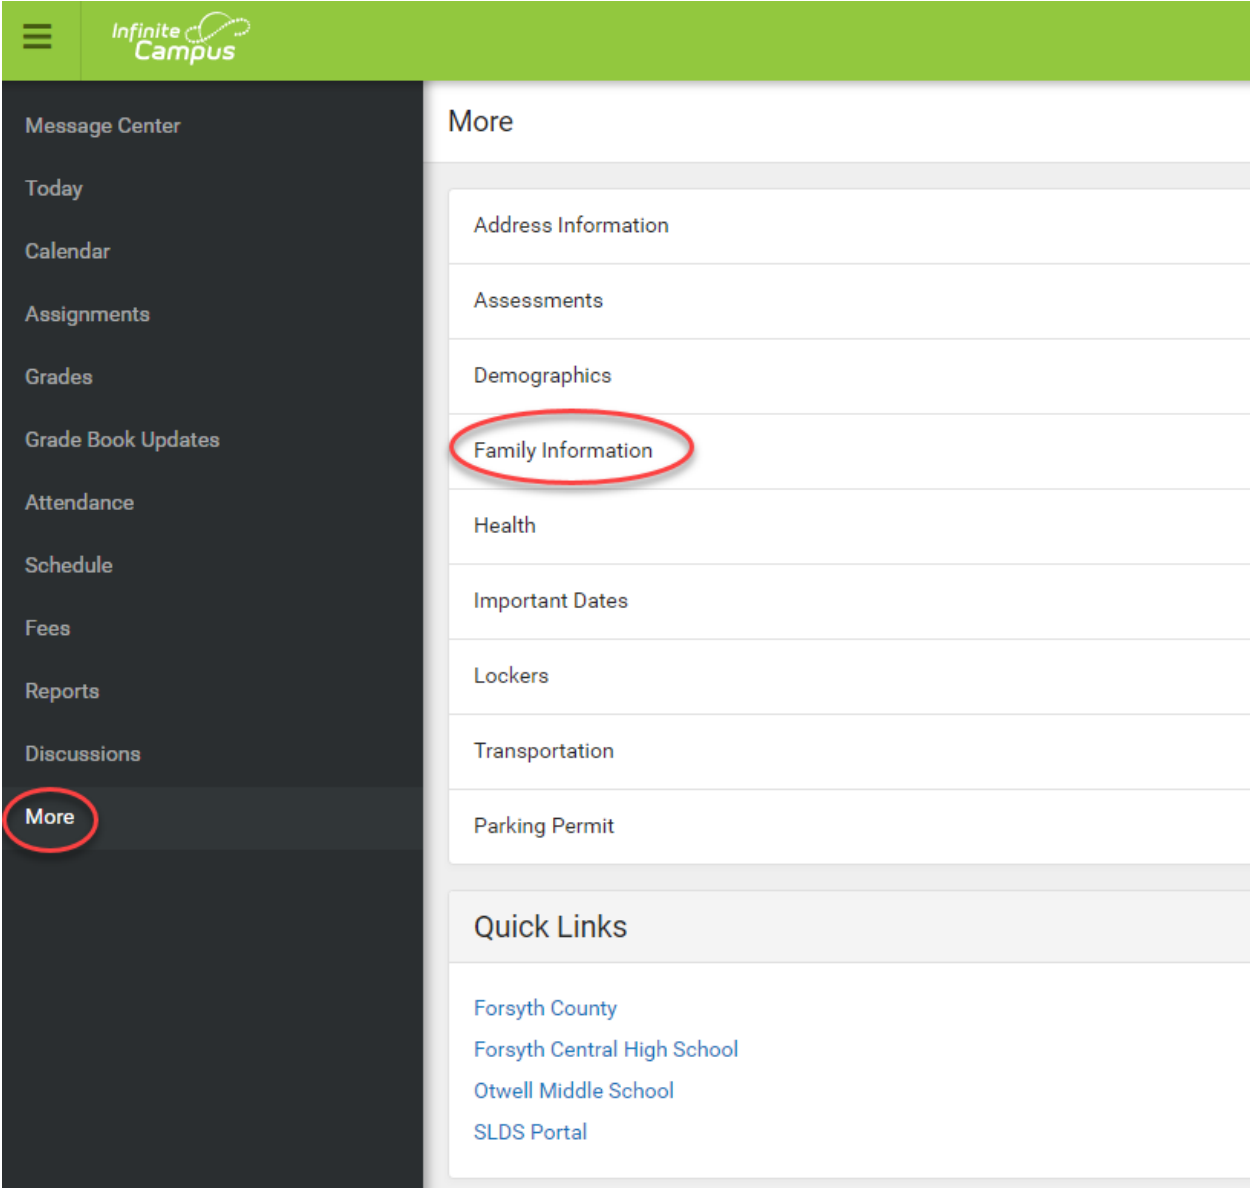 Infinite
Campus
Message Center
Today
Calendar
Assignments
Grades
Grade Book Updates
Attendance
Schedule
Fees
Reports
Discussions
More
More
Address Information
Assessments
Demographics
Family Information
Health
Important Dates
Lockers
Transportation
Parking Permit
Quick Links
Forsyth County
Forsyth Central High School
Otwell Middle School
SLDS Portal